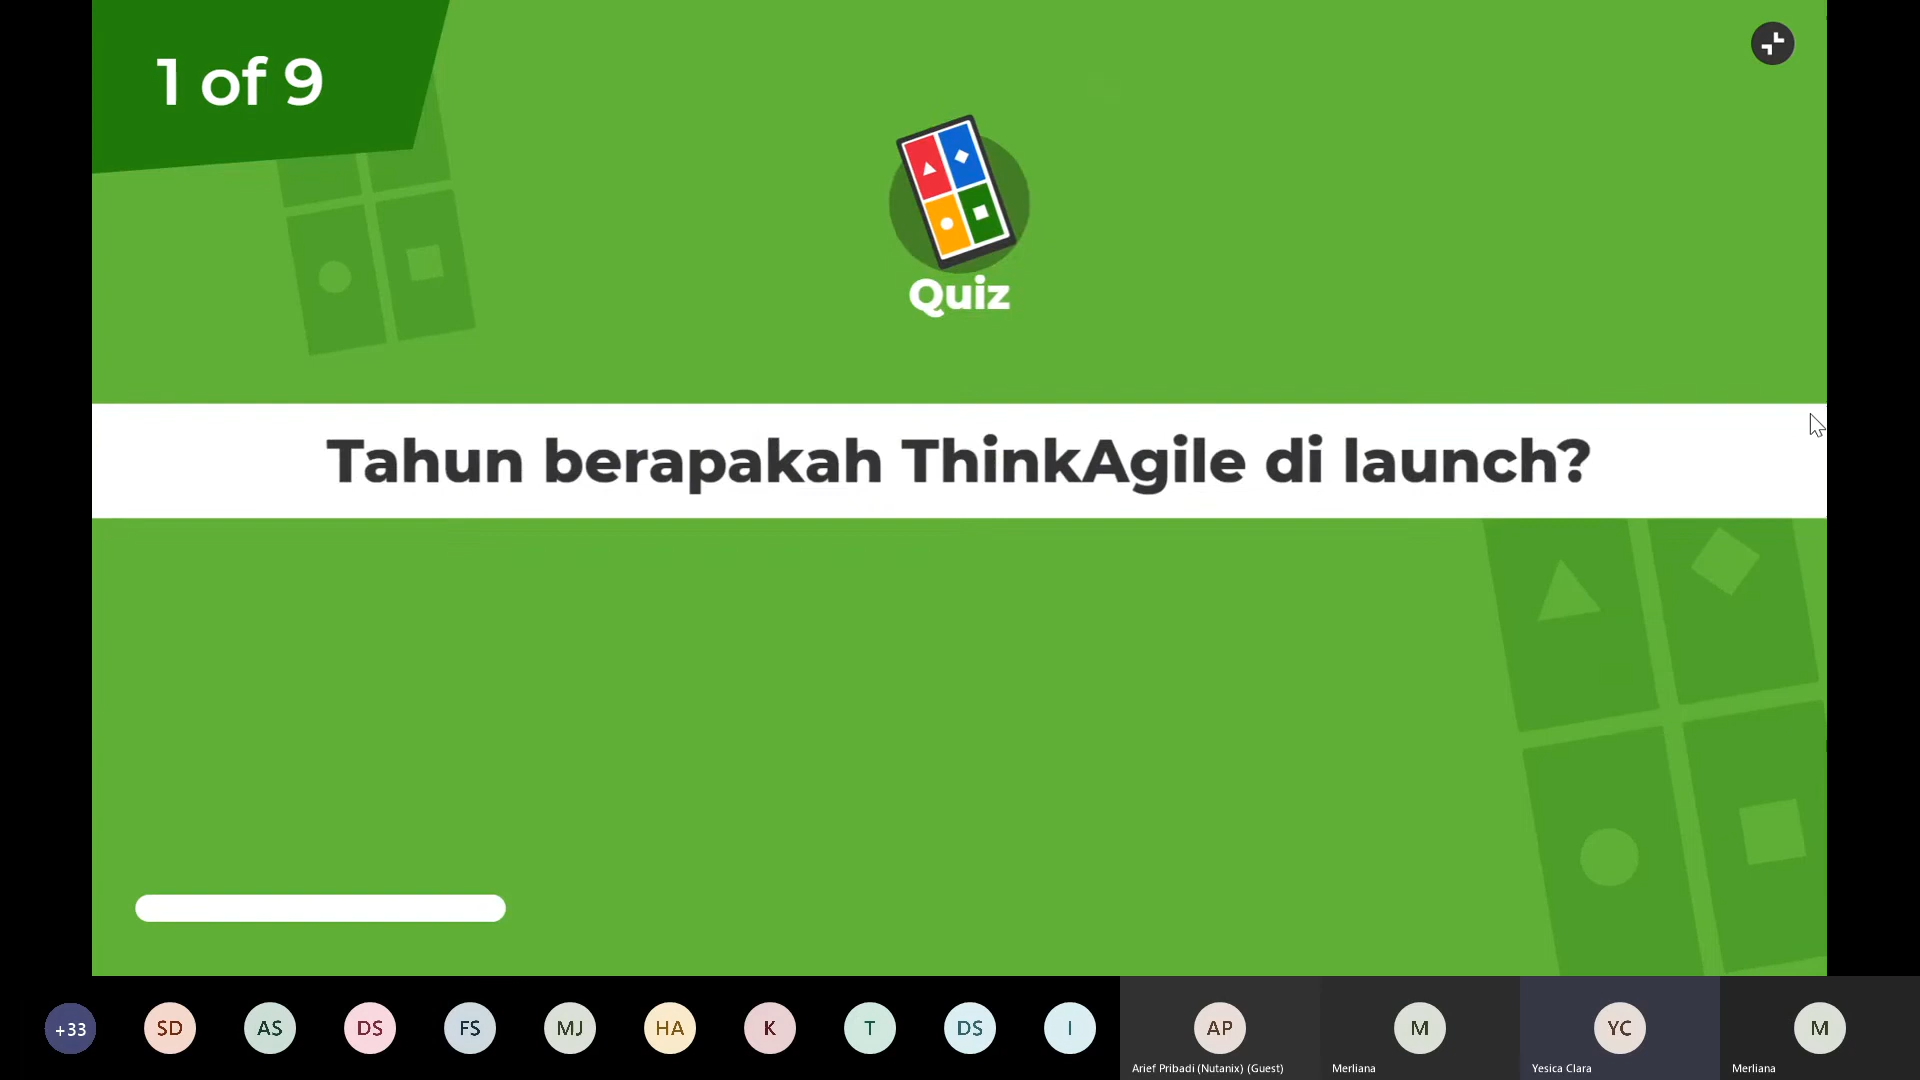 1 of 9
Quiz
Tahun berapakah ThinkAgile di launch?
+33
SD
AS
DS
FS
MJ
HA
K
T
DS
I
AP
M
YC
M
Arief Pribadi (Nutanix) (Guest)
Merliana
Yesica Clara
Merliana